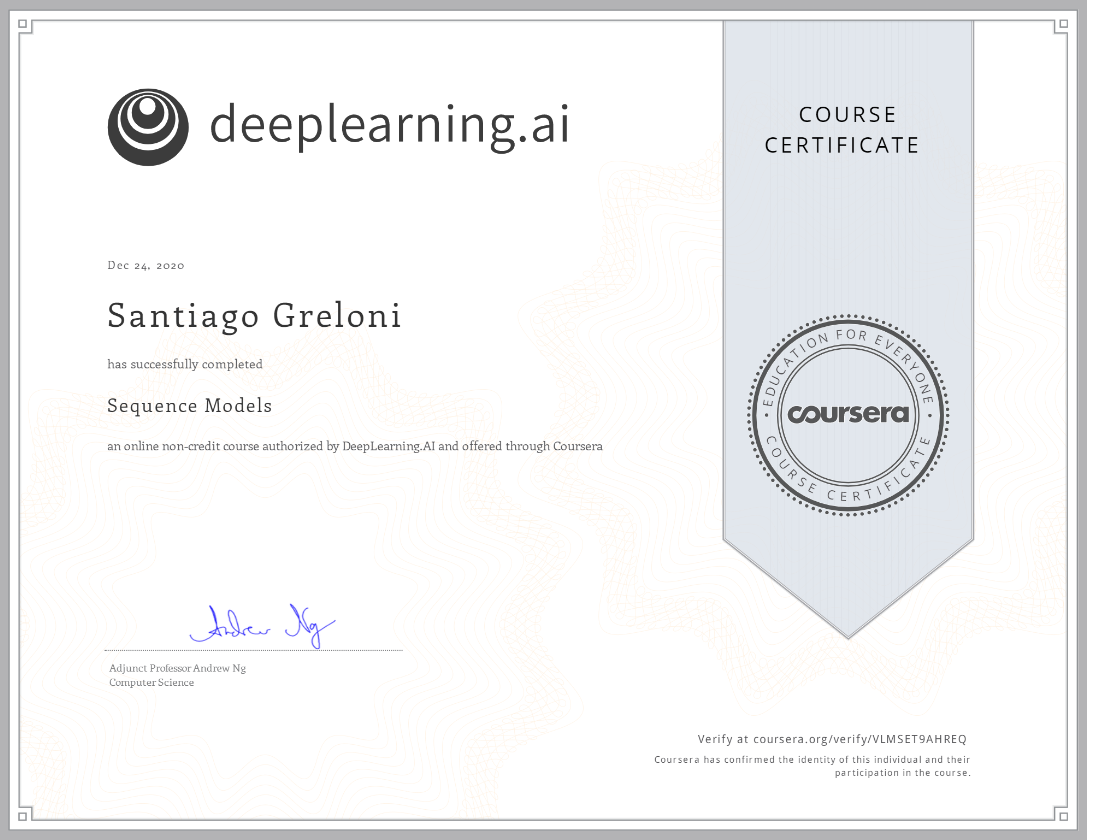 deeplearning.ai
COURSE
CERTIFICATE
Dec 24, 2020
Santiago Greloni
has successfully completed
Sequence Models
an online non-credit course authorized by DeepLearning.AI and offered through Coursera
EDUCATION FOR EVERYONE
coursera
COURSE CERTIFICATE
Andrew Ng
Adjunct Professor Andrew Ng
Computer Science
Verify at coursera.org/verify/VLMSET9AHREQ
Coursera has confirmed the identity of this individual and their
participation in the course.